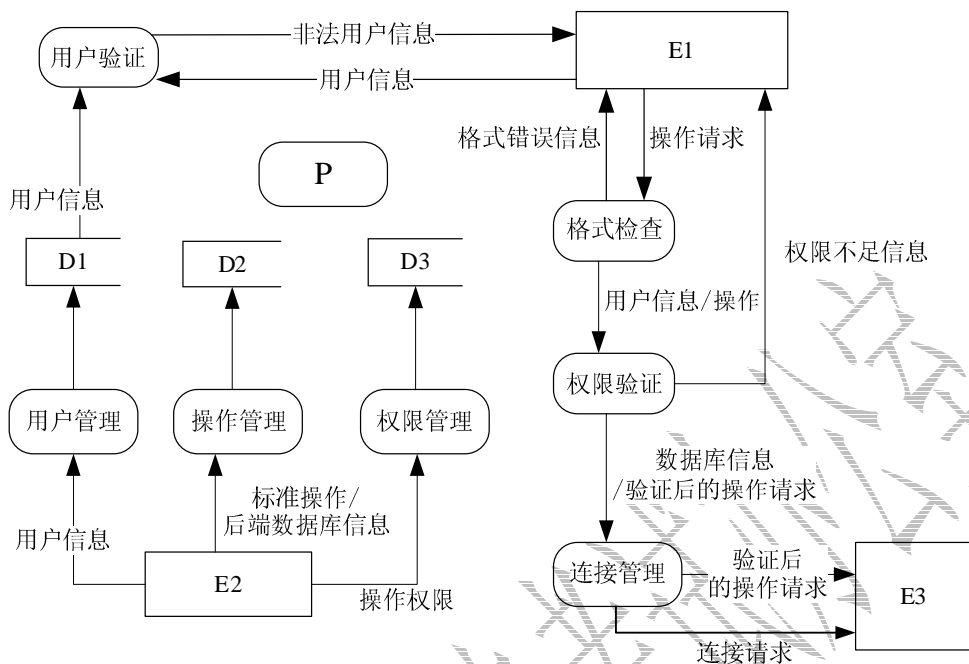 非法用户信息
用户验证
E1
用户信息
格式错误信息
操作请求
P
用户信息
格式检查
D1
D2
D3
权限不足信息
用户信息/操作
用户管理
操作管理
权限管理
权限验证
标准操作/
后端数据库信息
用户信息
数据库信息
/验证后的操作请求
E2
操作权限
连接管理
验证后
的操作请求
E3
连接请求